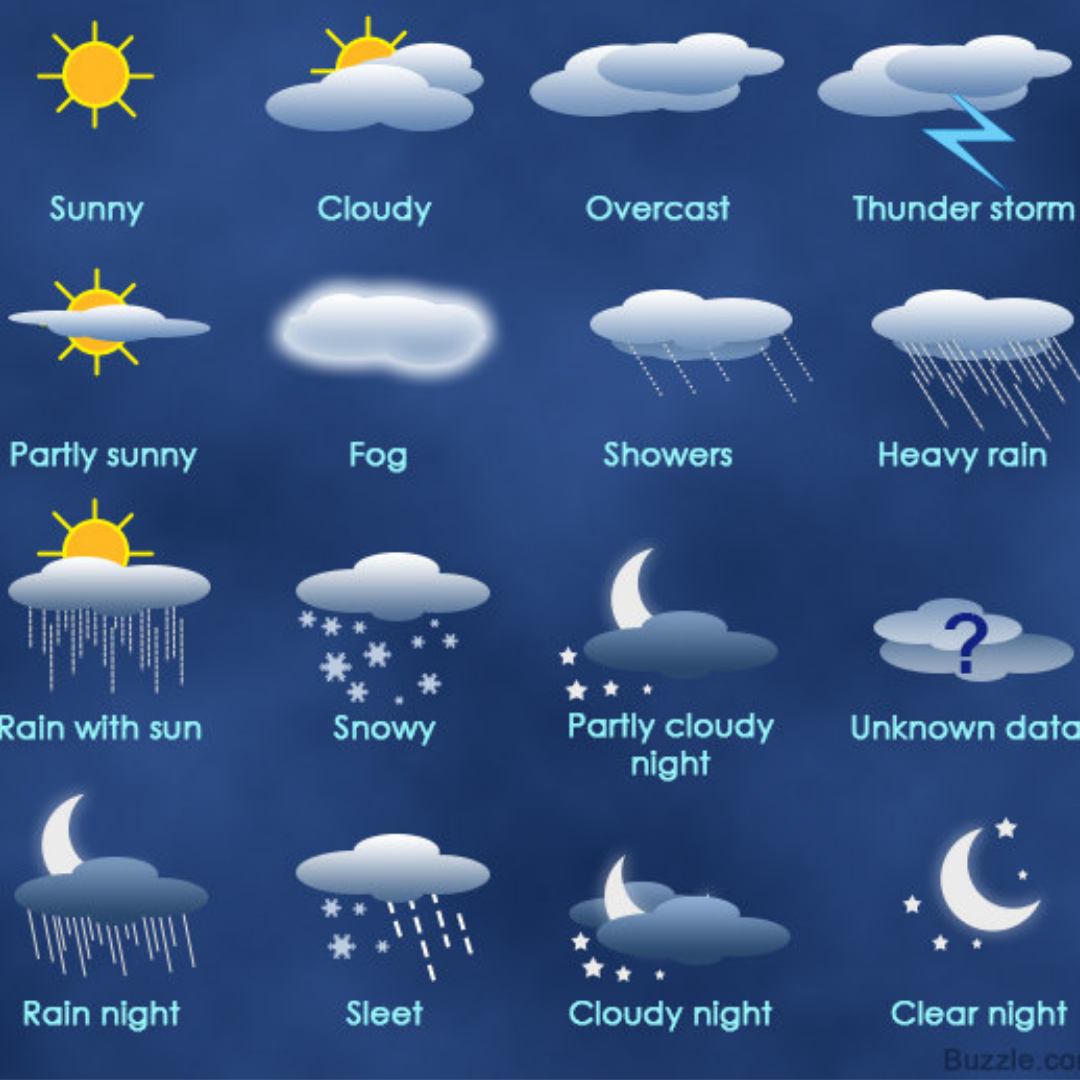 Sunny
Cloudy
Overcast
Thunder storm
Partly sunny
Fog
Showers
Heavy rain
Rain with sun
Snowy
Partly cloudy
night
?
Unknown data
Rain night
Sleet
Cloudy night
Clear night
Buzzle.co